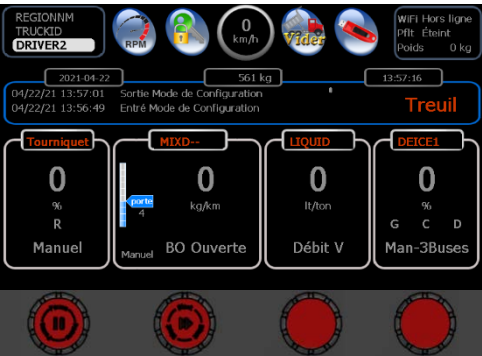 REGIONNM
TRUCKID
DRIVER2
RPM
0
km/h
Vider
WiFi Hors ligne
Pflt Éteint
Poids 0 kg
2021-04-22
561 kg
13:57:16
04/22/21 13:57:01 Sortie Mode de Configuration
04/22/21 13:56:49 Entré Mode de Configuration
Treuil
Tourniquet
0
%
R
Manuel
MIXD--
porte
4
0
kg/km
Manuel
BO Ouverte
LIQUID
0
lt/ton
Débit V
DEICE1
0
%
G C D
Man-3Buses